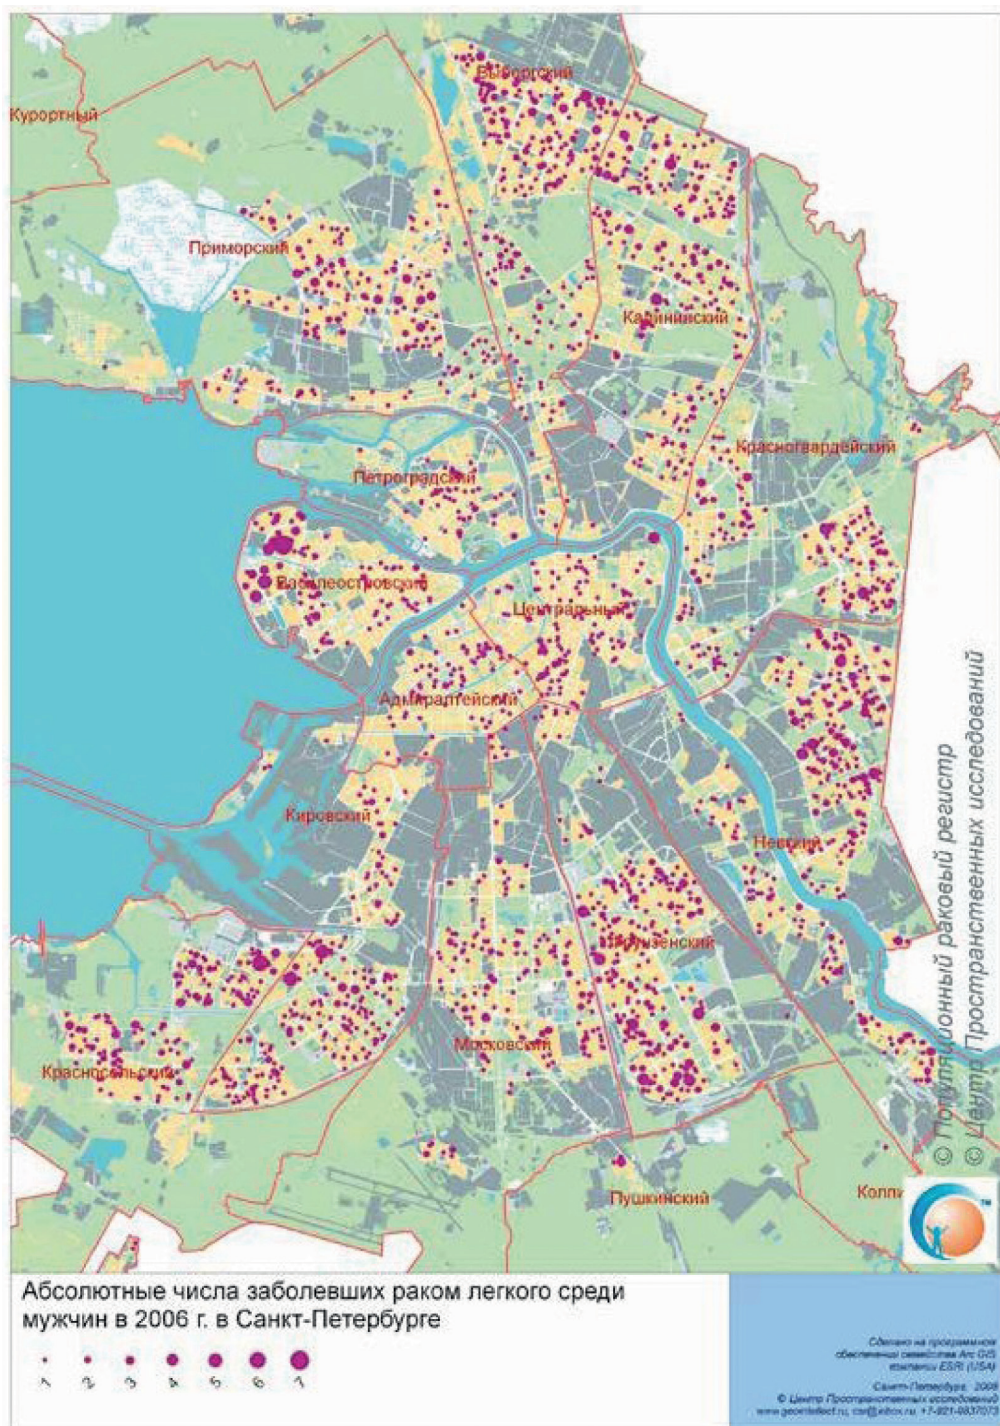 Выборгский
Курортный
Приморский
Калининский
Красногвардейский
Петроградский
Василеостровский
Центральный
Адмиралтейский
Кировский
Невский
Фрунзенский
Московский
Красносельский
Пушкинский
Колпи
© Популяционный раковый регистр
© Центр Пространственных исследований
TM
Абсолютные числа заболевших раком легкого среди
мужчин в 2006 г. в Санкт-Петербурге
1 2 3 4 5 6 7
Сделано на программном
обеспечении семейства Arc GIS
компании ESRI (USA)
Санкт-Петербург, 2008
© Центр Пространственных исследований